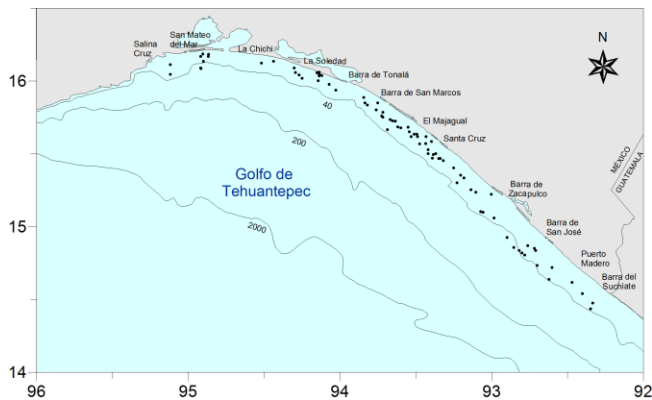 San Mateo
del Mar
Salina
Cruz
La Chichi
La Soledad
Barra de Tonalá
Barra de San Marcos
El Majagual
Santa Cruz
Barra de
Zacapulco
Barra de
San José
Puerto
Madero
Barra del
Suchiate
MÉXICO
GUATEMALA
N
40
200
2000
Golfo de
Tehuantepec
16
15
14
96
95
94
93
92